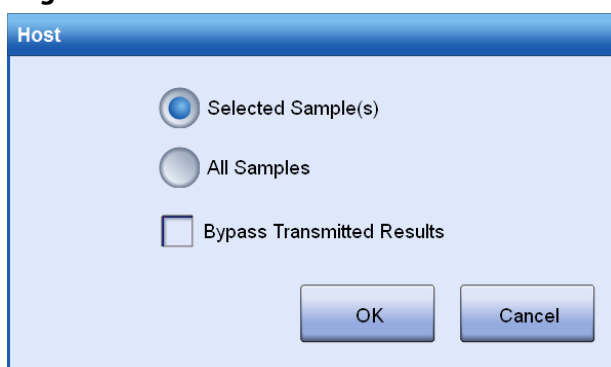 Host
Selected Sample(s)
All Samples
Bypass Transmitted Results
OK Cancel